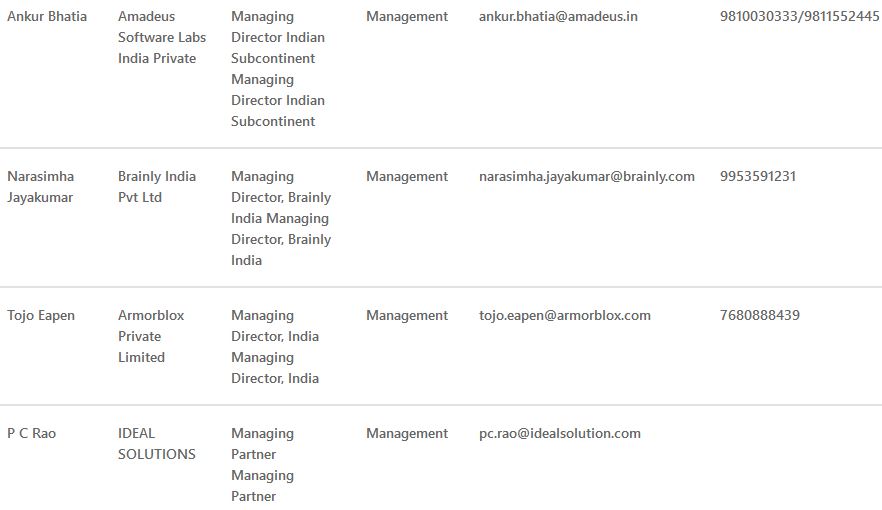 Ankur Bhatia Amadeus Managing Management ankur.bhatia@amadeus.in 9810030333/9811552445
Software Labs Director Indian
India Private Subcontinent
Managing
Director Indian
Subcontinent
Narasimha Brainly India Managing Management narasimha.jayakumar@brainly.com 9953591231
Jayakumar Pvt Ltd Director, Brainly
India Managing
Director, Brainly
India
Tojo Eapen Armorblox Managing Management tojo.eapen@armorblox.com 7680888439
Private Director, India
Limited Managing
Director, India
P C Rao IDEAL Managing Management pc.rao@idealsolution.com
SOLUTIONS Partner
Managing
Partner